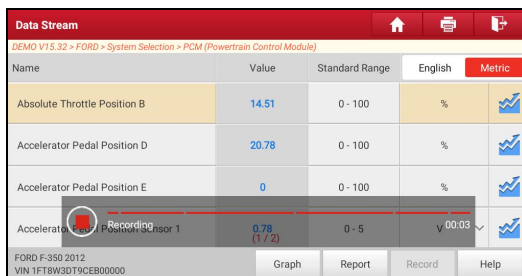 Data Stream
DEMO V15.32 > FORD > System Selection > PCM (Powertrain Control Module)
Name Value Standard Range English Metric
Absolute Throttle Position B 14.51 0 - 100 %
Accelerator Pedal Position D 20.78 0 - 100 %
Accelerator Pedal Position E 0 0 - 100 %
Accelerator Pedal Position Sensor 1 0.78 0 - 5 V
Recording 00:03
(1 / 2)
FORD F-350 2012
VIN 1FT8W3DT9CEB00000
Graph Report Record Help